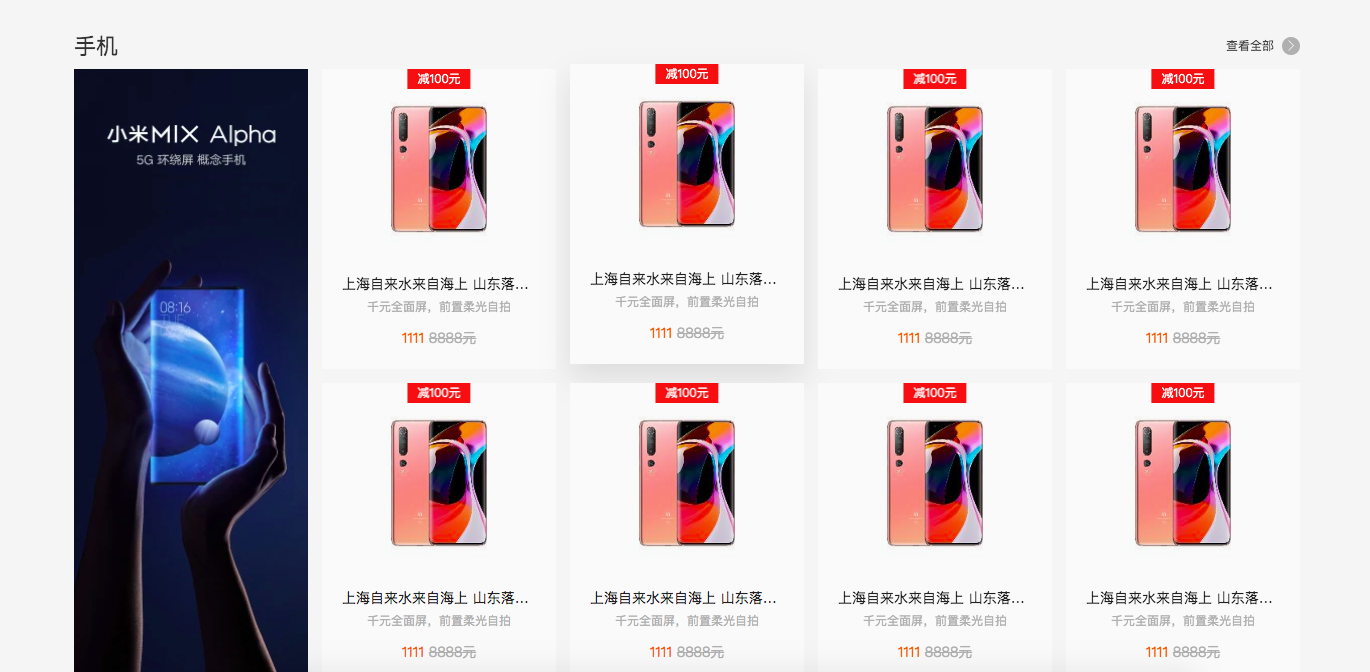 手机
查看全部
小米MIX Alpha
5G 环绕屏 概念手机
08:16
TUE
减100元
上海自来水来自海上 山东落...
千元全面屏，前置柔光自拍
1111 8888元
减100元
上海自来水来自海上 山东落...
千元全面屏，前置柔光自拍
1111 8888元
减100元
上海自来水来自海上 山东落...
千元全面屏，前置柔光自拍
1111 8888元
减100元
上海自来水来自海上 山东落...
千元全面屏，前置柔光自拍
1111 8888元
减100元
上海自来水来自海上 山东落...
千元全面屏，前置柔光自拍
1111 8888元
减100元
上海自来水来自海上 山东落...
千元全面屏，前置柔光自拍
1111 8888元
减100元
上海自来水来自海上 山东落...
千元全面屏，前置柔光自拍
1111 8888元
减100元
上海自来水来自海上 山东落...
千元全面屏，前置柔光自拍
1111 8888元